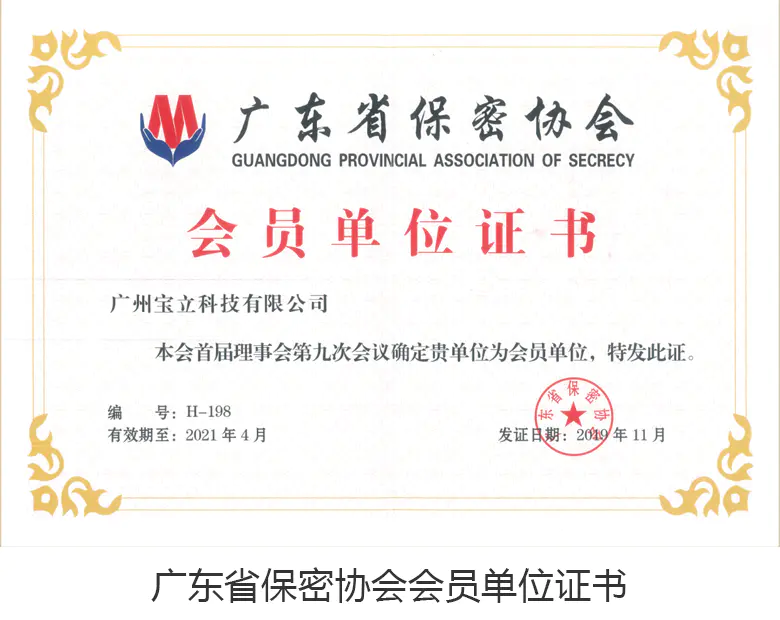 广东省保密协会
GUANGDONG PROVINCIAL ASSOCIATION OF SECRECY
会员单位证书
广州宝立科技有限公司
本会首届理事会第九次会议确定贵单位为会员单位，特发此证。
编 号：H-198
有效期至：2021 年 4 月
东省保密协
发证日期：2019 年 11 月
广东省保密协会会员单位证书